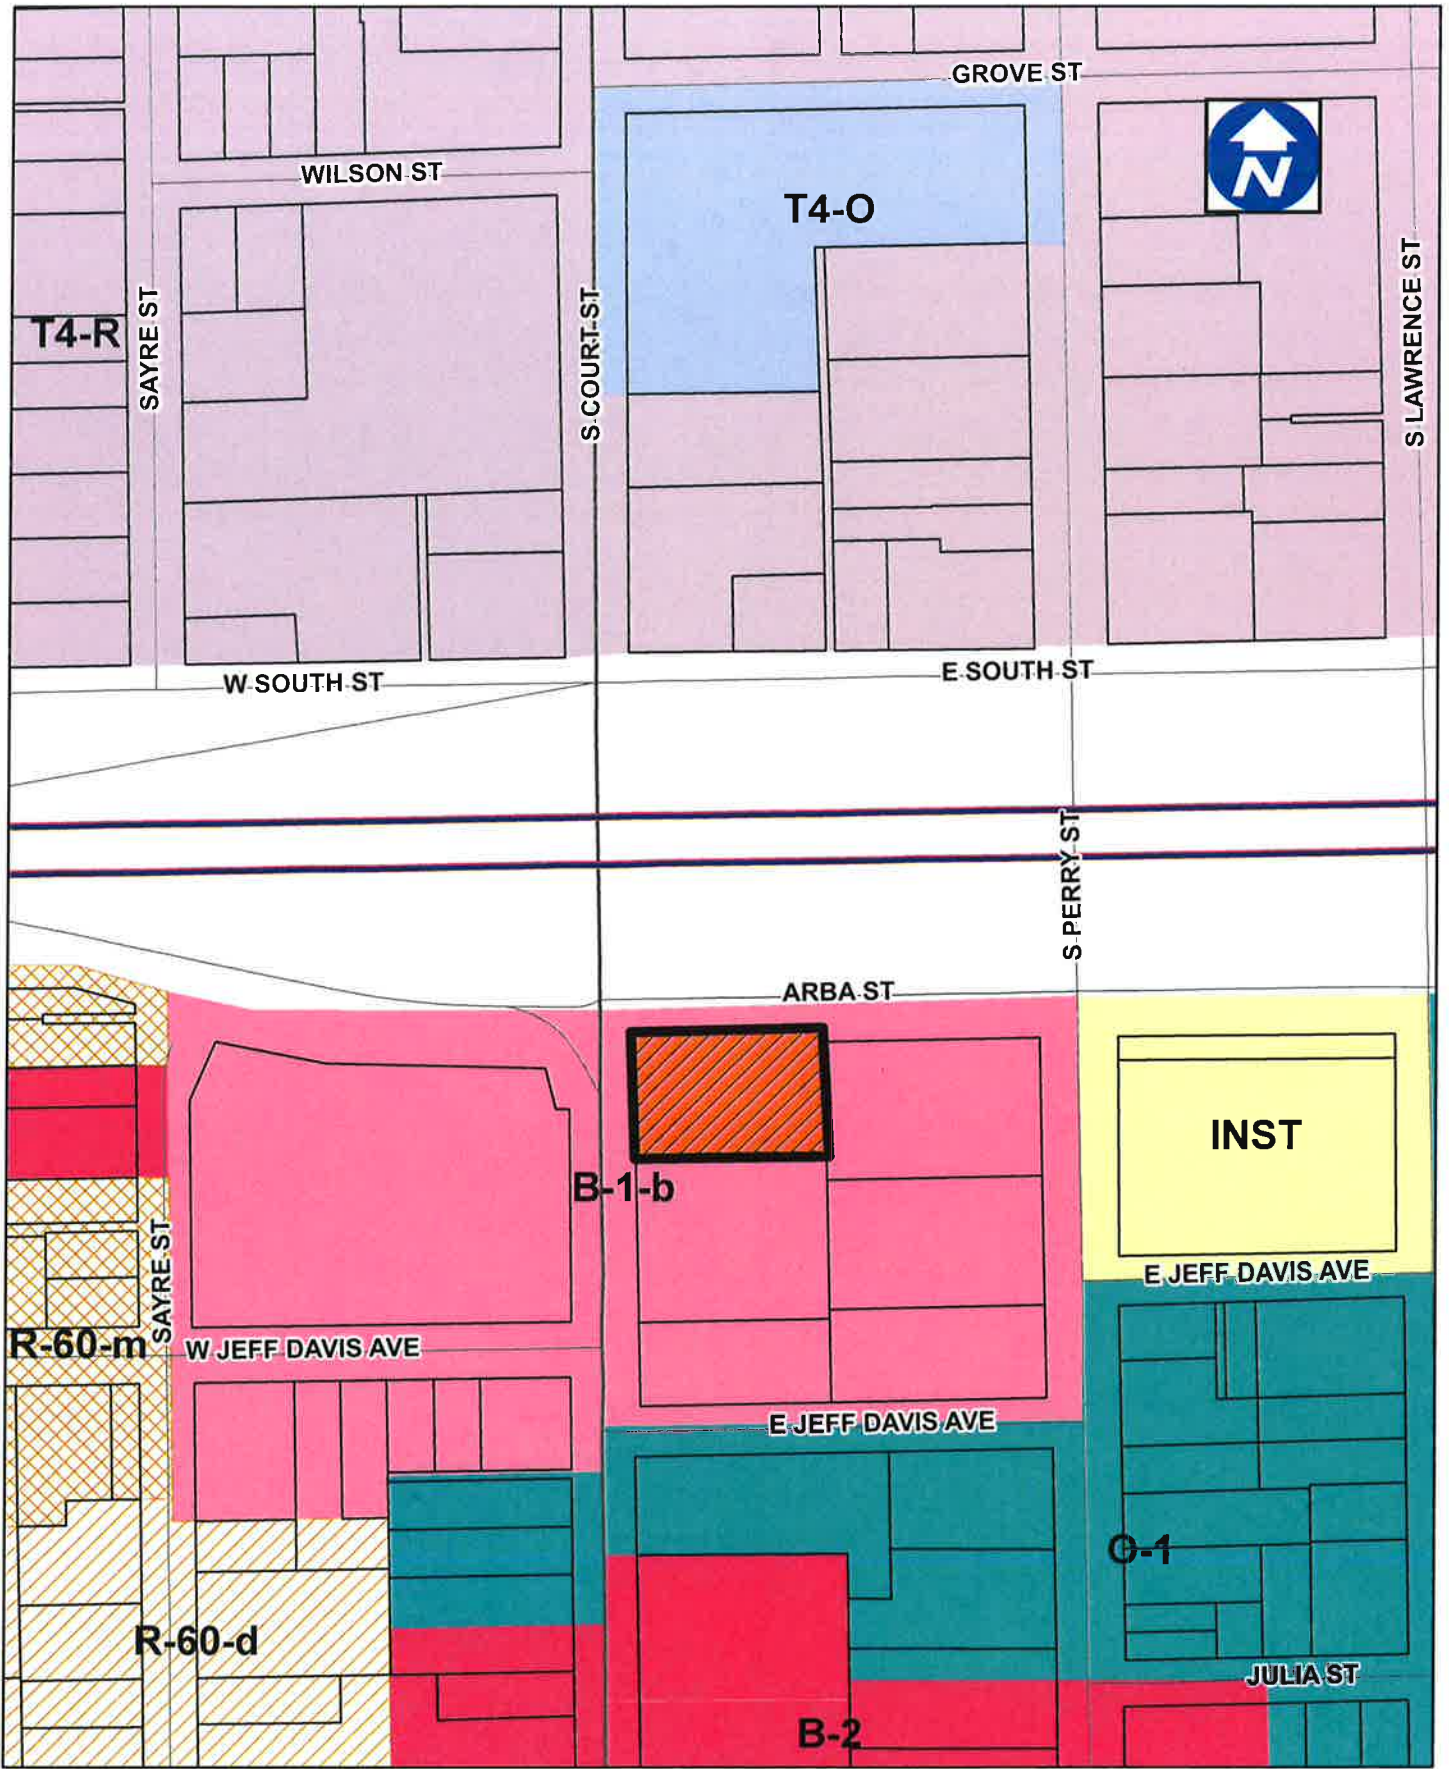 GROVE ST
N
WILSON ST
T4-O
T4-R
SAYRE ST
S COURT ST
S LAWRENCE ST
W SOUTH ST
E SOUTH ST
S PERRY ST
ARBA ST
INST
B-1-b
SAYRE ST
E JEFF DAVIS AVE
R-60-m
W JEFF DAVIS AVE
E JEFF DAVIS AVE
O-1
R-60-d
JULIA ST
B-2